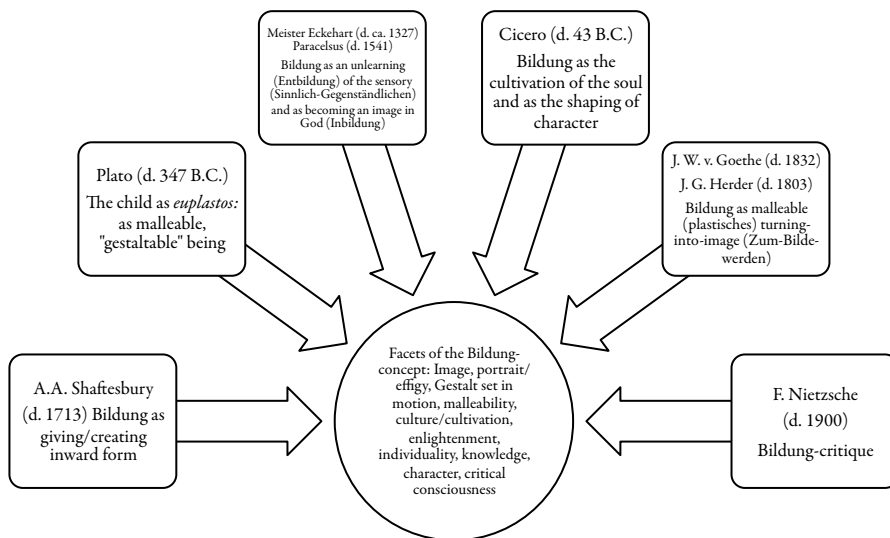 Meister Eckehart (d. ca. 1327)
Paracelsus (d. 1541)
Bildung as an unlearning
(Entbildung) of the sensory
(Sinnlich-Gegenständlichen)
and as becoming an image in
God (Inbildung)
Cicero (d. 43 B.C.)
Bildung as the
cultivation of the soul
and as the shaping of
character
Plato (d. 347 B.C.)
The child as euplastos:
as malleable,
"gestaltable" being
J. W. v. Goethe (d. 1832)
J. G. Herder (d. 1803)
Bildung as malleable
(plastisches) turning-
into-image (Zum-Bilde-
werden)
A.A. Shaftesbury
(d. 1713) Bildung as
giving/creating
inward form
Facets of the Bildung-
concept: Image, portrait/
effigy, Gestalt set in
motion, malleability,
culture/cultivation,
enlightenment,
individuality, knowledge,
character, critical
consciousness
F. Nietzsche
(d. 1900)
Bildung-critique